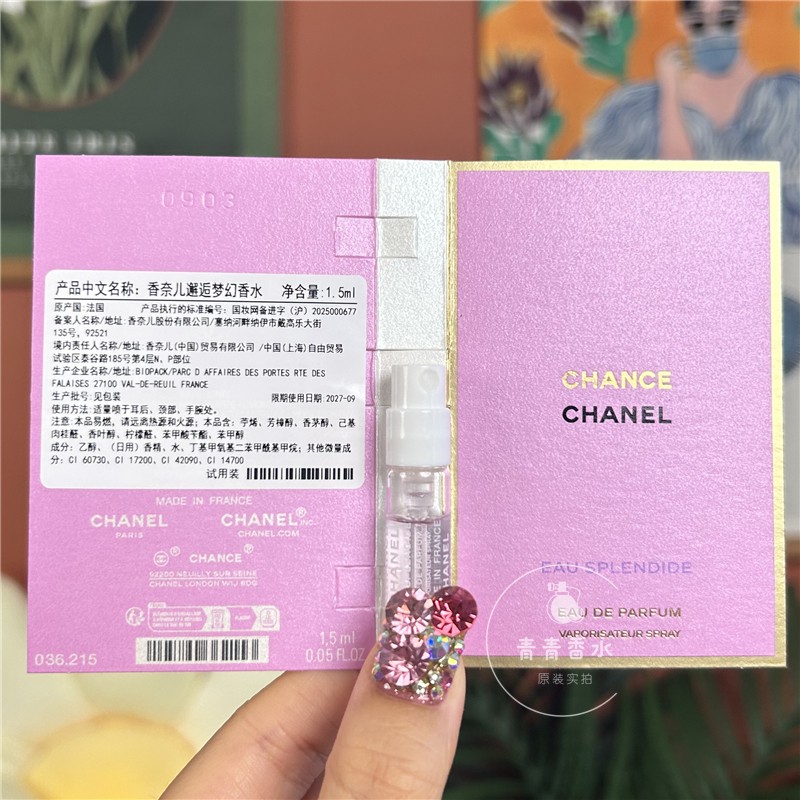 0903
产品中文名称：香奈儿邂逅梦幻香水 净含量:1.5ml
原产国:法国 产品执行的标准编号：国妆网备进字（沪）2025000677
备案人名称/地址:香奈儿股份有限公司/塞纳河畔纳伊市戴高乐大街
135号，92521
境内责任人名称/地址:香奈儿(中国)贸易有限公司 /中国(上海)自由贸易
试验区泰谷路185号第4层N、P部位
生产企业名称/地址:BIOPACK/PARC D AFFAIRES DES PORTES RTE DES
FALAISES 27100 VAL-DE-REUIL FRANCE
生产批号:见包装 限期使用日期:2027-09
使用方法:适量喷于耳后、颈部、手腕处。
注意:本品易燃，请远离热源和火源；本品含：苧烯、芳樟醇、香茅醇、己基
肉桂醛、香叶醇、柠檬醛、苯甲酸苄酯、苯甲醇
成分：乙醇、（日用）香精、水、丁基甲氧基二苯甲酰基甲烷；其他微量成
分：CI 60730、CI 17200、CI 42090、CI 14700
试用装
MADE IN FRANCE
CHANEL
PARIS
CHANEL® INC.
CHANEL.COM
® CHANCE®
92200 NEUILLY SUR SEINE
CHANEL LONDON W1J 6DG
036.215
1,5 ml
0.05 FL.OZ
CHANEL
CHANCE
CHANEL
EAU SPLENDIDE
EAU DE PARFUM
VAPORISATEUR SPRAY
青青香水
原装实拍